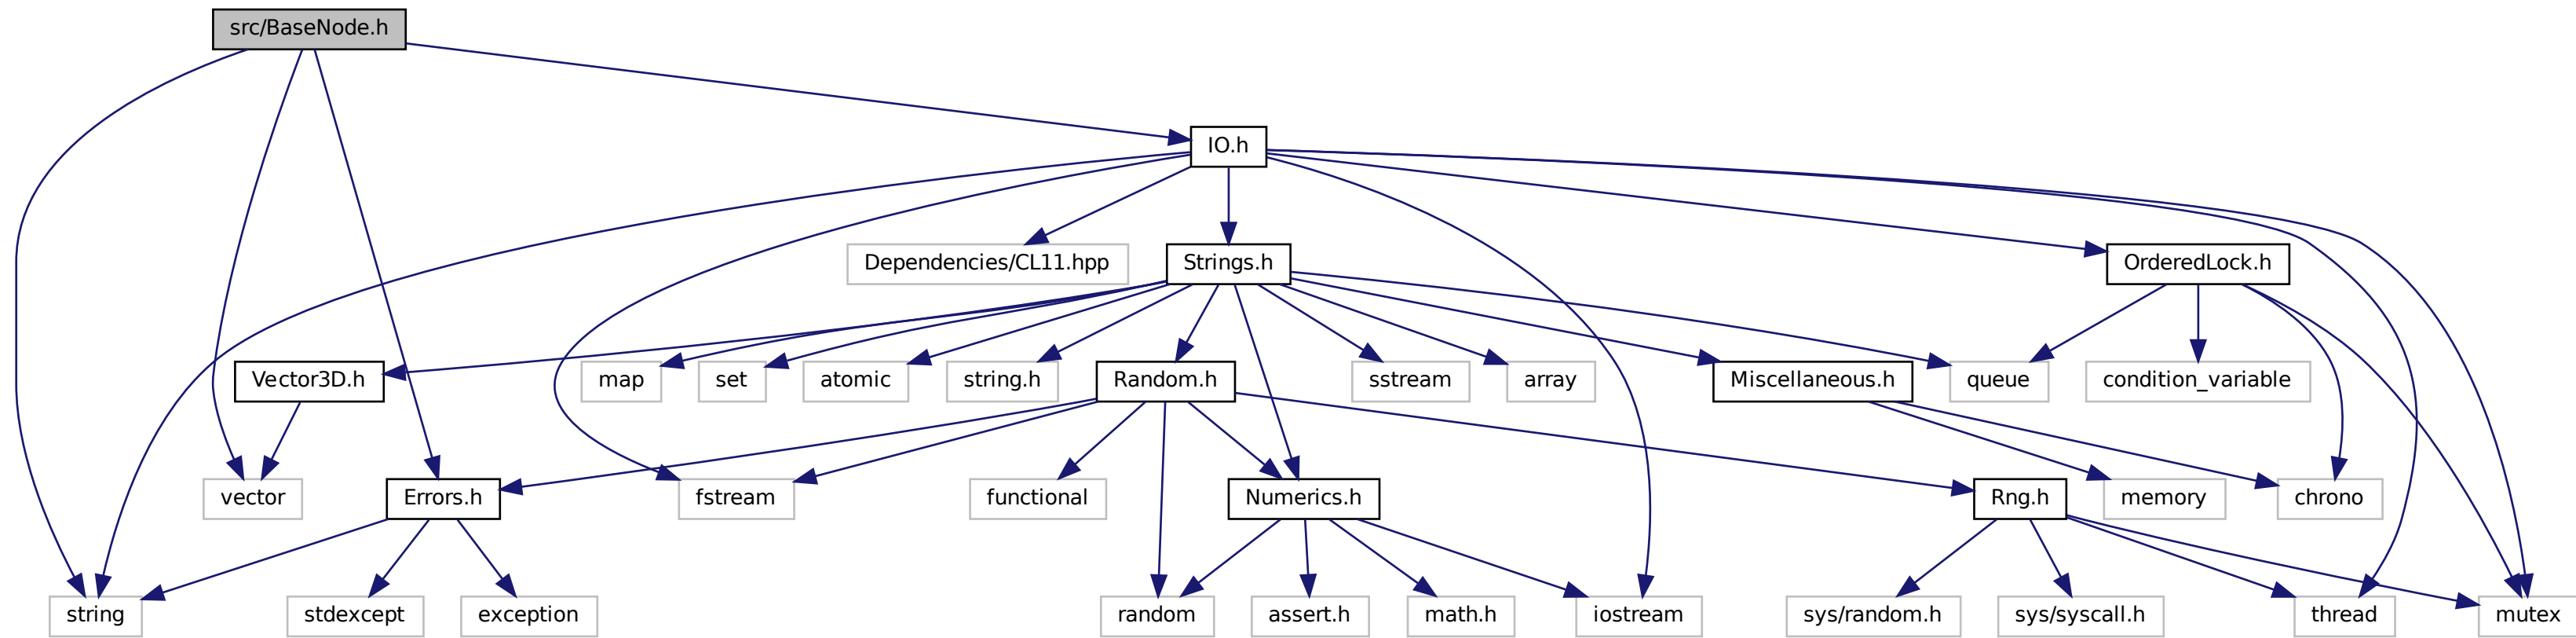 src/BaseNode.h
IO.h
Dependencies/CL11.hpp
Strings.h
OrderedLock.h
Vector3D.h
map
set
atomic
string.h
Random.h
sstream
array
Miscellaneous.h
queue
condition_variable
vector
Errors.h
fstream
functional
Numerics.h
Rng.h
memory
chrono
string
stdexcept
exception
random
assert.h
math.h
iostream
sys/random.h
sys/syscall.h
thread
mutex